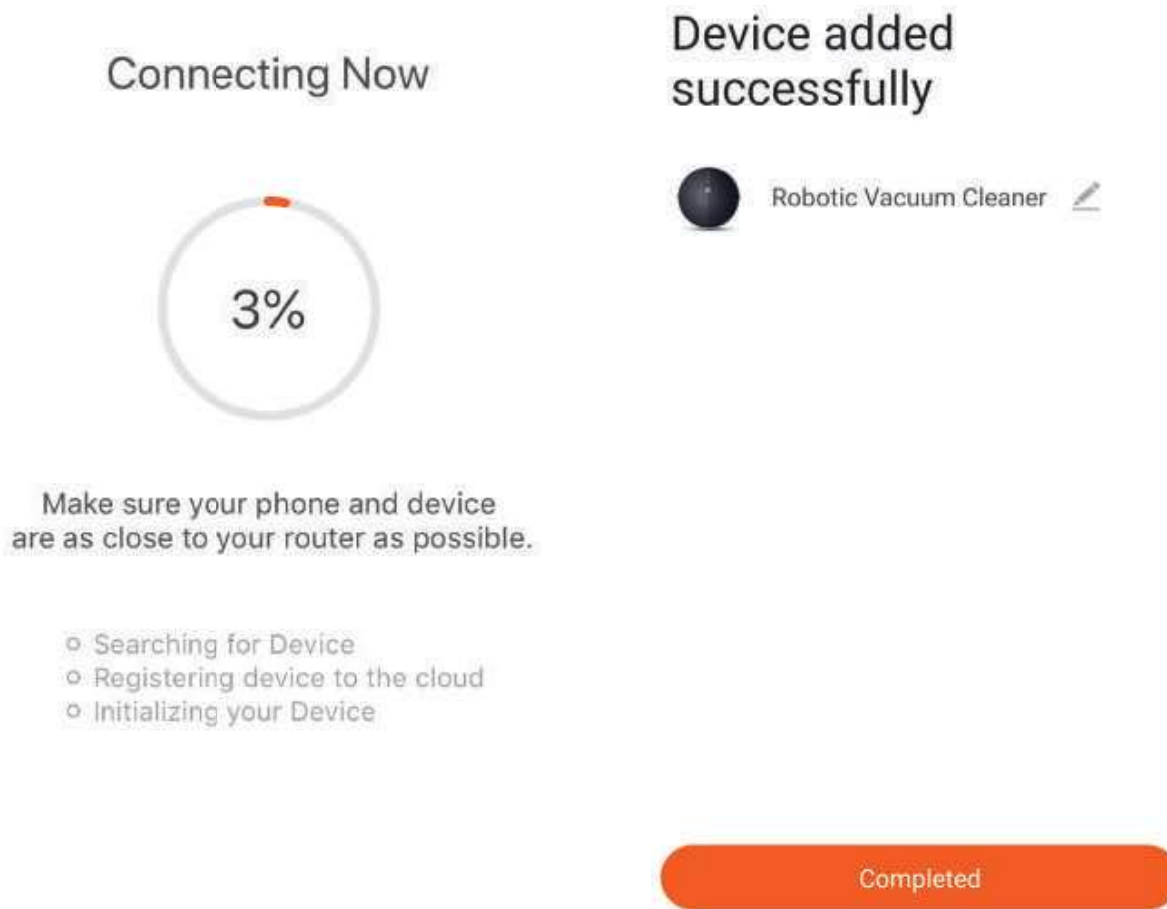 Connecting Now
3%
Make sure your phone and device
are as close to your router as possible.
Searching for Device
Registering device to the cloud
Initializing your Device
Device added
successfully
Robotic Vacuum Cleaner
Completed